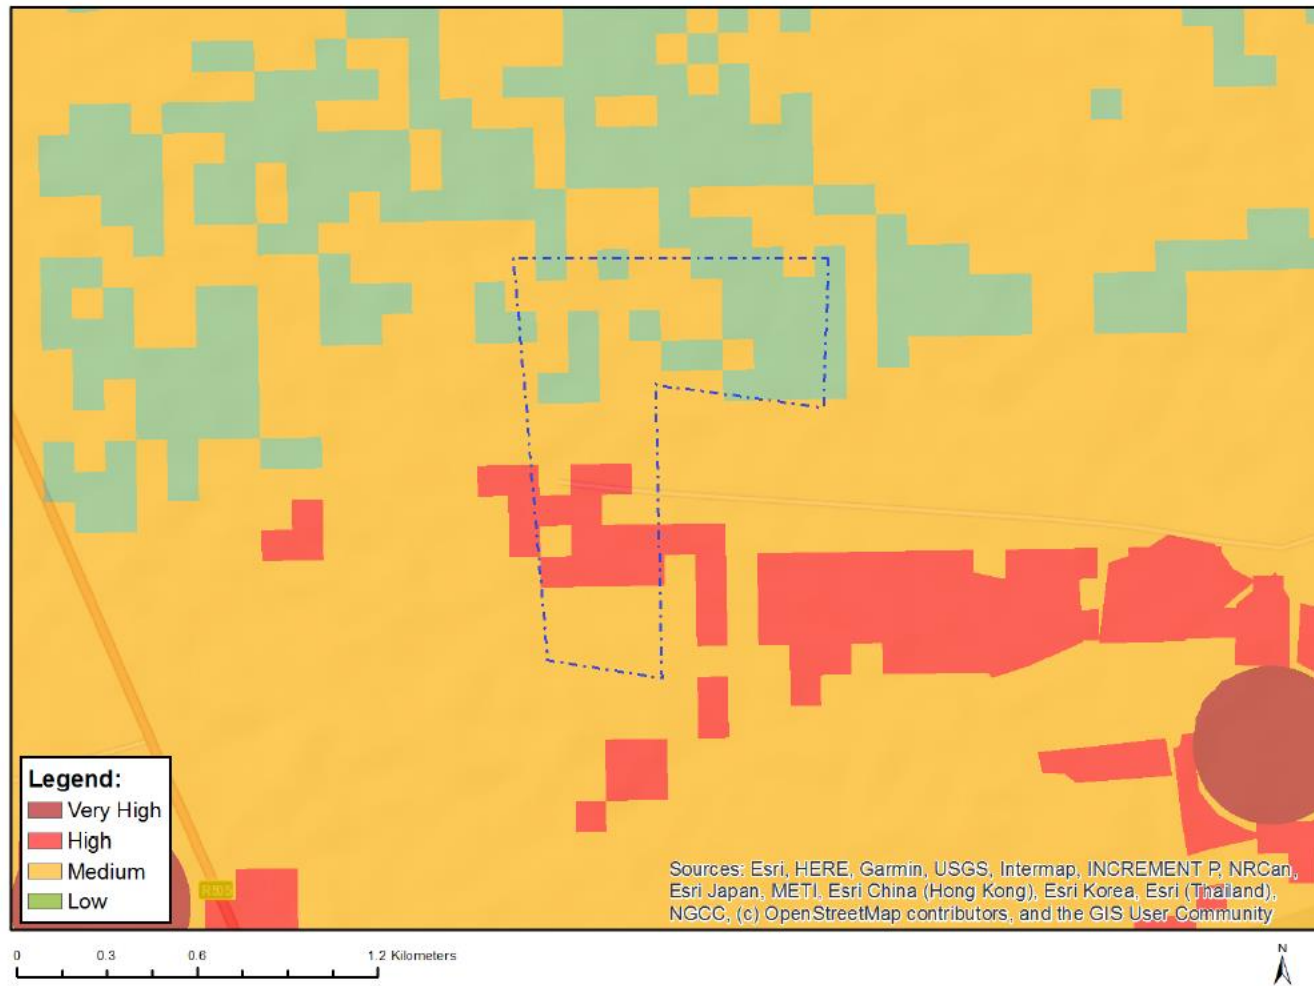 Legend:
Very High
High
Medium
Low
Sources: Esri, HERE, Garmin, USGS, Intermap, INCREMENT P, NRCan,
Esri Japan, METI, Esri China (Hong Kong), Esri Korea, Esri (Thailand),
NGCC, (c) OpenStreetMap contributors, and the GIS User Community
0 0.3 0.6 1.2 Kilometers
N